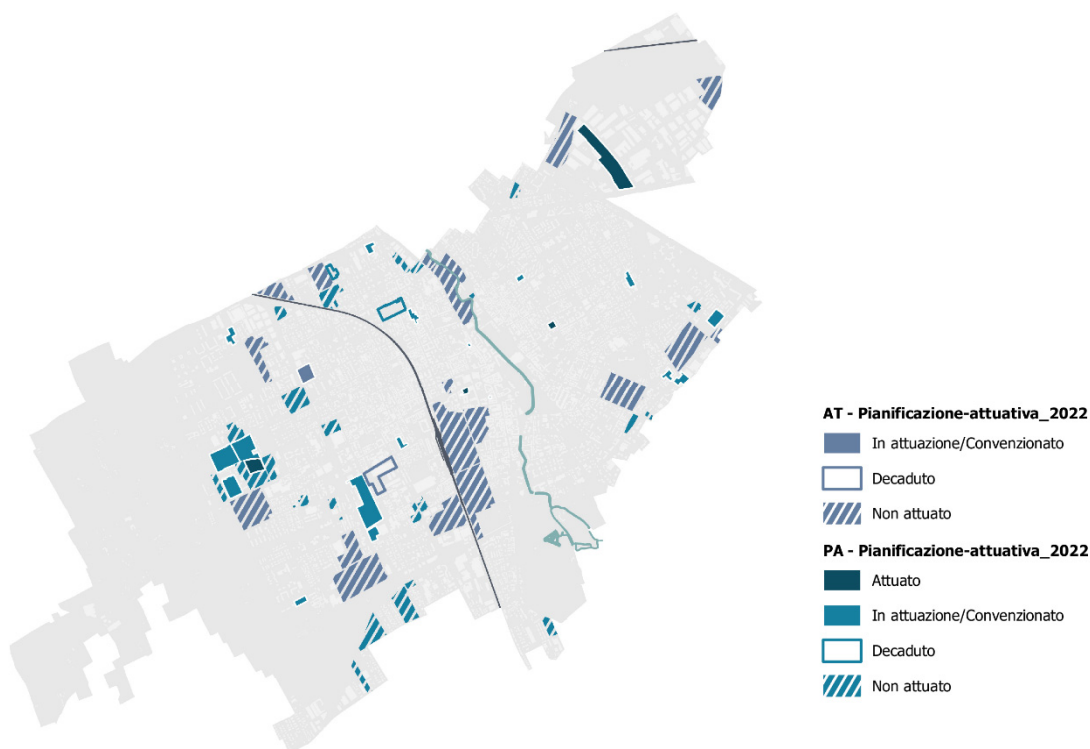 AT - Pianificazione-attuativa_2022
In attuazione/Convenzionato
Decaduto
Non attuato
PA - Pianificazione-attuativa_2022
Attuato
In attuazione/Convenzionato
Decaduto
Non attuato